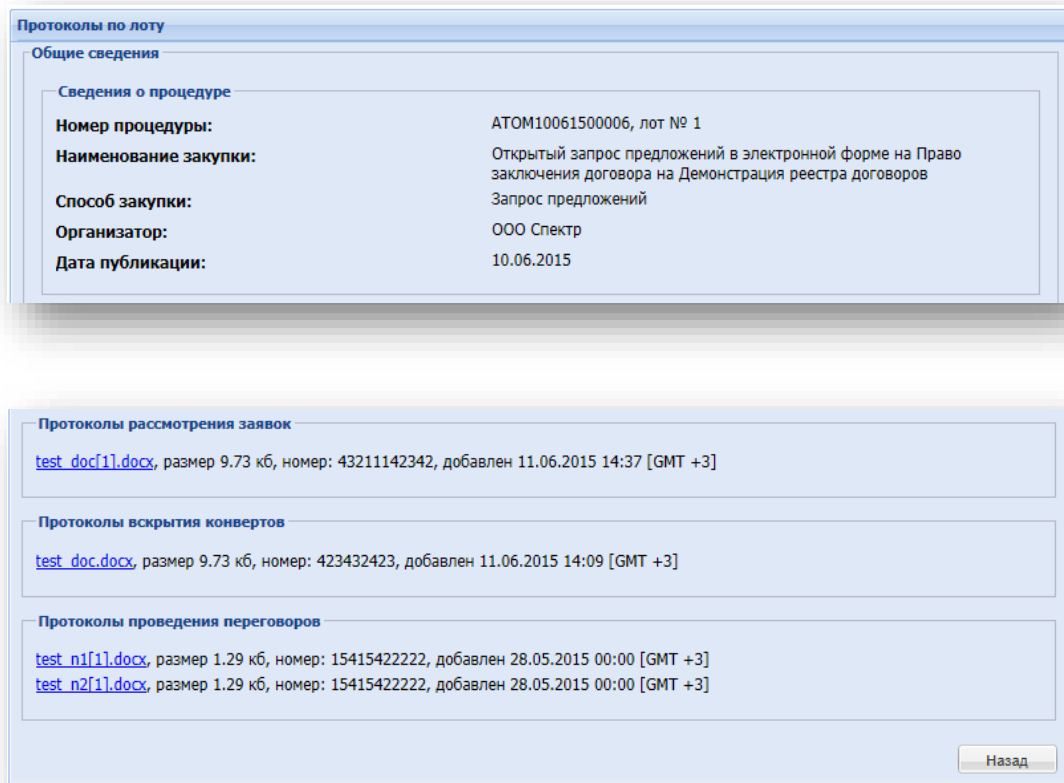 Протоколы по лоту
Общие сведения
Сведения о процедуре
Номер процедуры: АТОМ10061500006, лот № 1
Наименование закупки: Открытый запрос предложений в электронной форме на Право
заключения договора на Демонстрация реестра договоров
Способ закупки: Запрос предложений
Организатор: ООО Спектр
Дата публикации: 10.06.2015
Протоколы рассмотрения заявок
test_doc[1].docx, размер 9.73 кб, номер: 43211142342, добавлен 11.06.2015 14:37 [GMT +3]
Протоколы вскрытия конвертов
test_doc.docx, размер 9.73 кб, номер: 423432423, добавлен 11.06.2015 14:09 [GMT +3]
Протоколы проведения переговоров
test_n1[1].docx, размер 1.29 кб, номер: 15415422222, добавлен 28.05.2015 00:00 [GMT +3]
test_n2[1].docx, размер 1.29 кб, номер: 15415422222, добавлен 28.05.2015 00:00 [GMT +3]
Назад